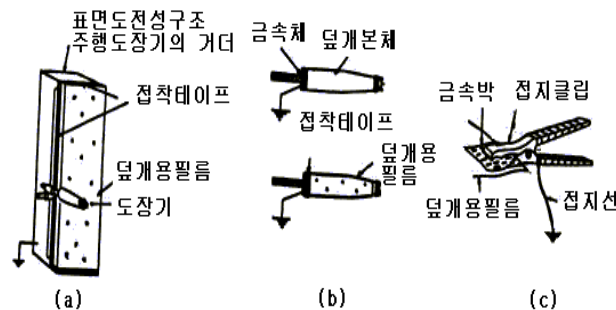 표면도전성구조
주행도장기의 거더
접착테이프
덮개용필름
도장기
(a)
금속체
덮개본체
접착테이프
덮개용
필름
(b)
금속박
접지클립
덮개용필름
접지선
(c)